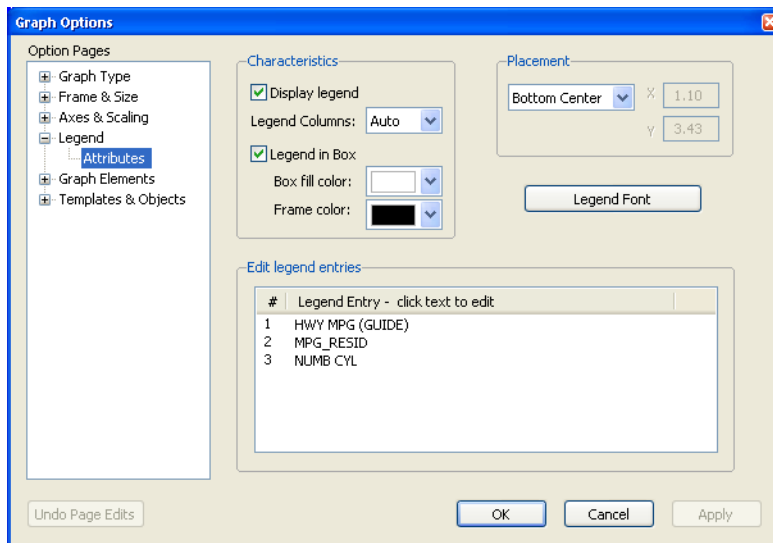 Graph Options
Option Pages
Graph Type
Frame & Size
Axes & Scaling
Legend
Attributes
Graph Elements
Templates & Objects
Characteristics
Display legend
Legend Columns: Auto
Legend in Box
Box fill color:
Frame color:
Placement
Bottom Center X 1.10
Y 3.43
Legend Font
Edit legend entries
# Legend Entry - click text to edit
1 HWY MPG (GUIDE)
2 MPG_RESID
3 NUMB CYL
Undo Page Edits OK Cancel Apply